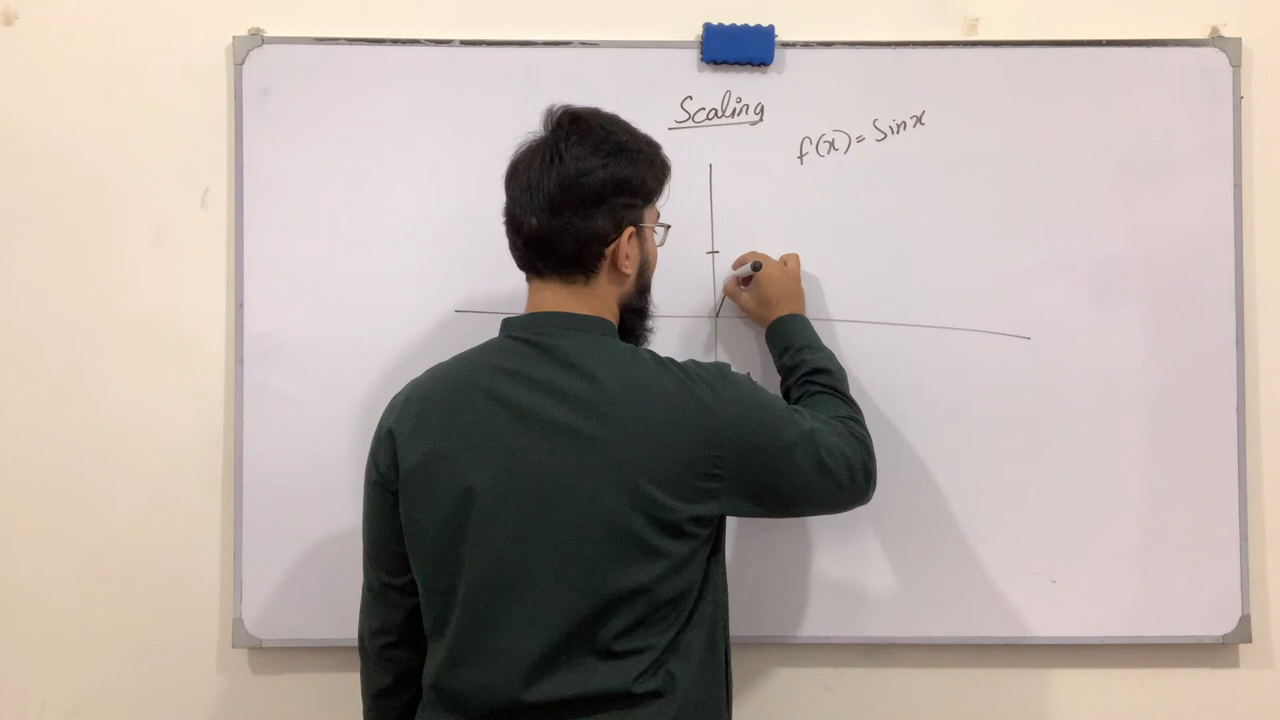 Scaling
f(x) = Sinx